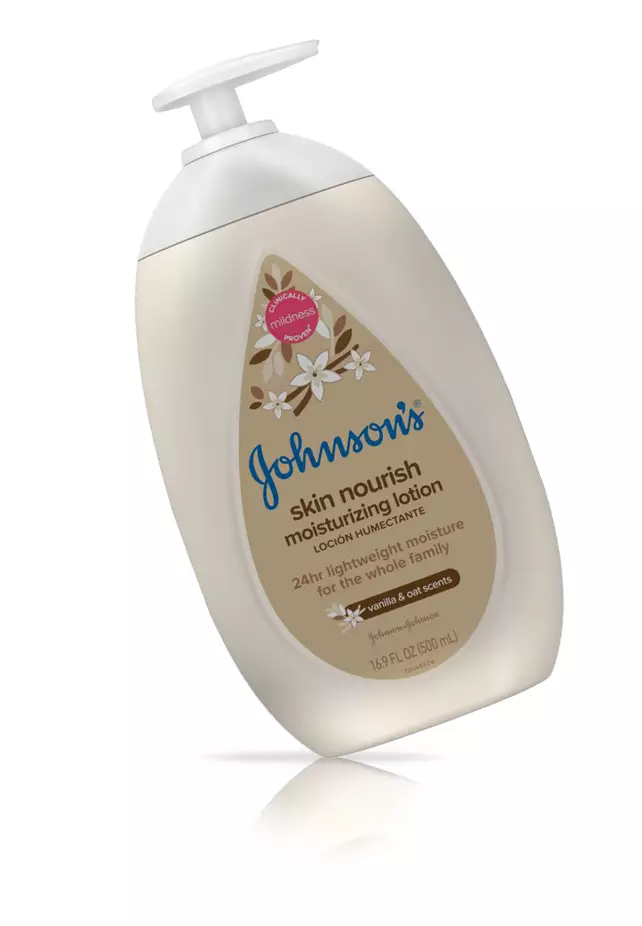 CLINICALLY
mildness
PROVEN*
Johnson's®
skin nourish
moisturizing lotion
LOCIÓN HUMECTANTE
24hr lightweight moisture
for the whole family
vanilla & oat scents
Johnson & Johnson
16.9 FL OZ (500 mL)